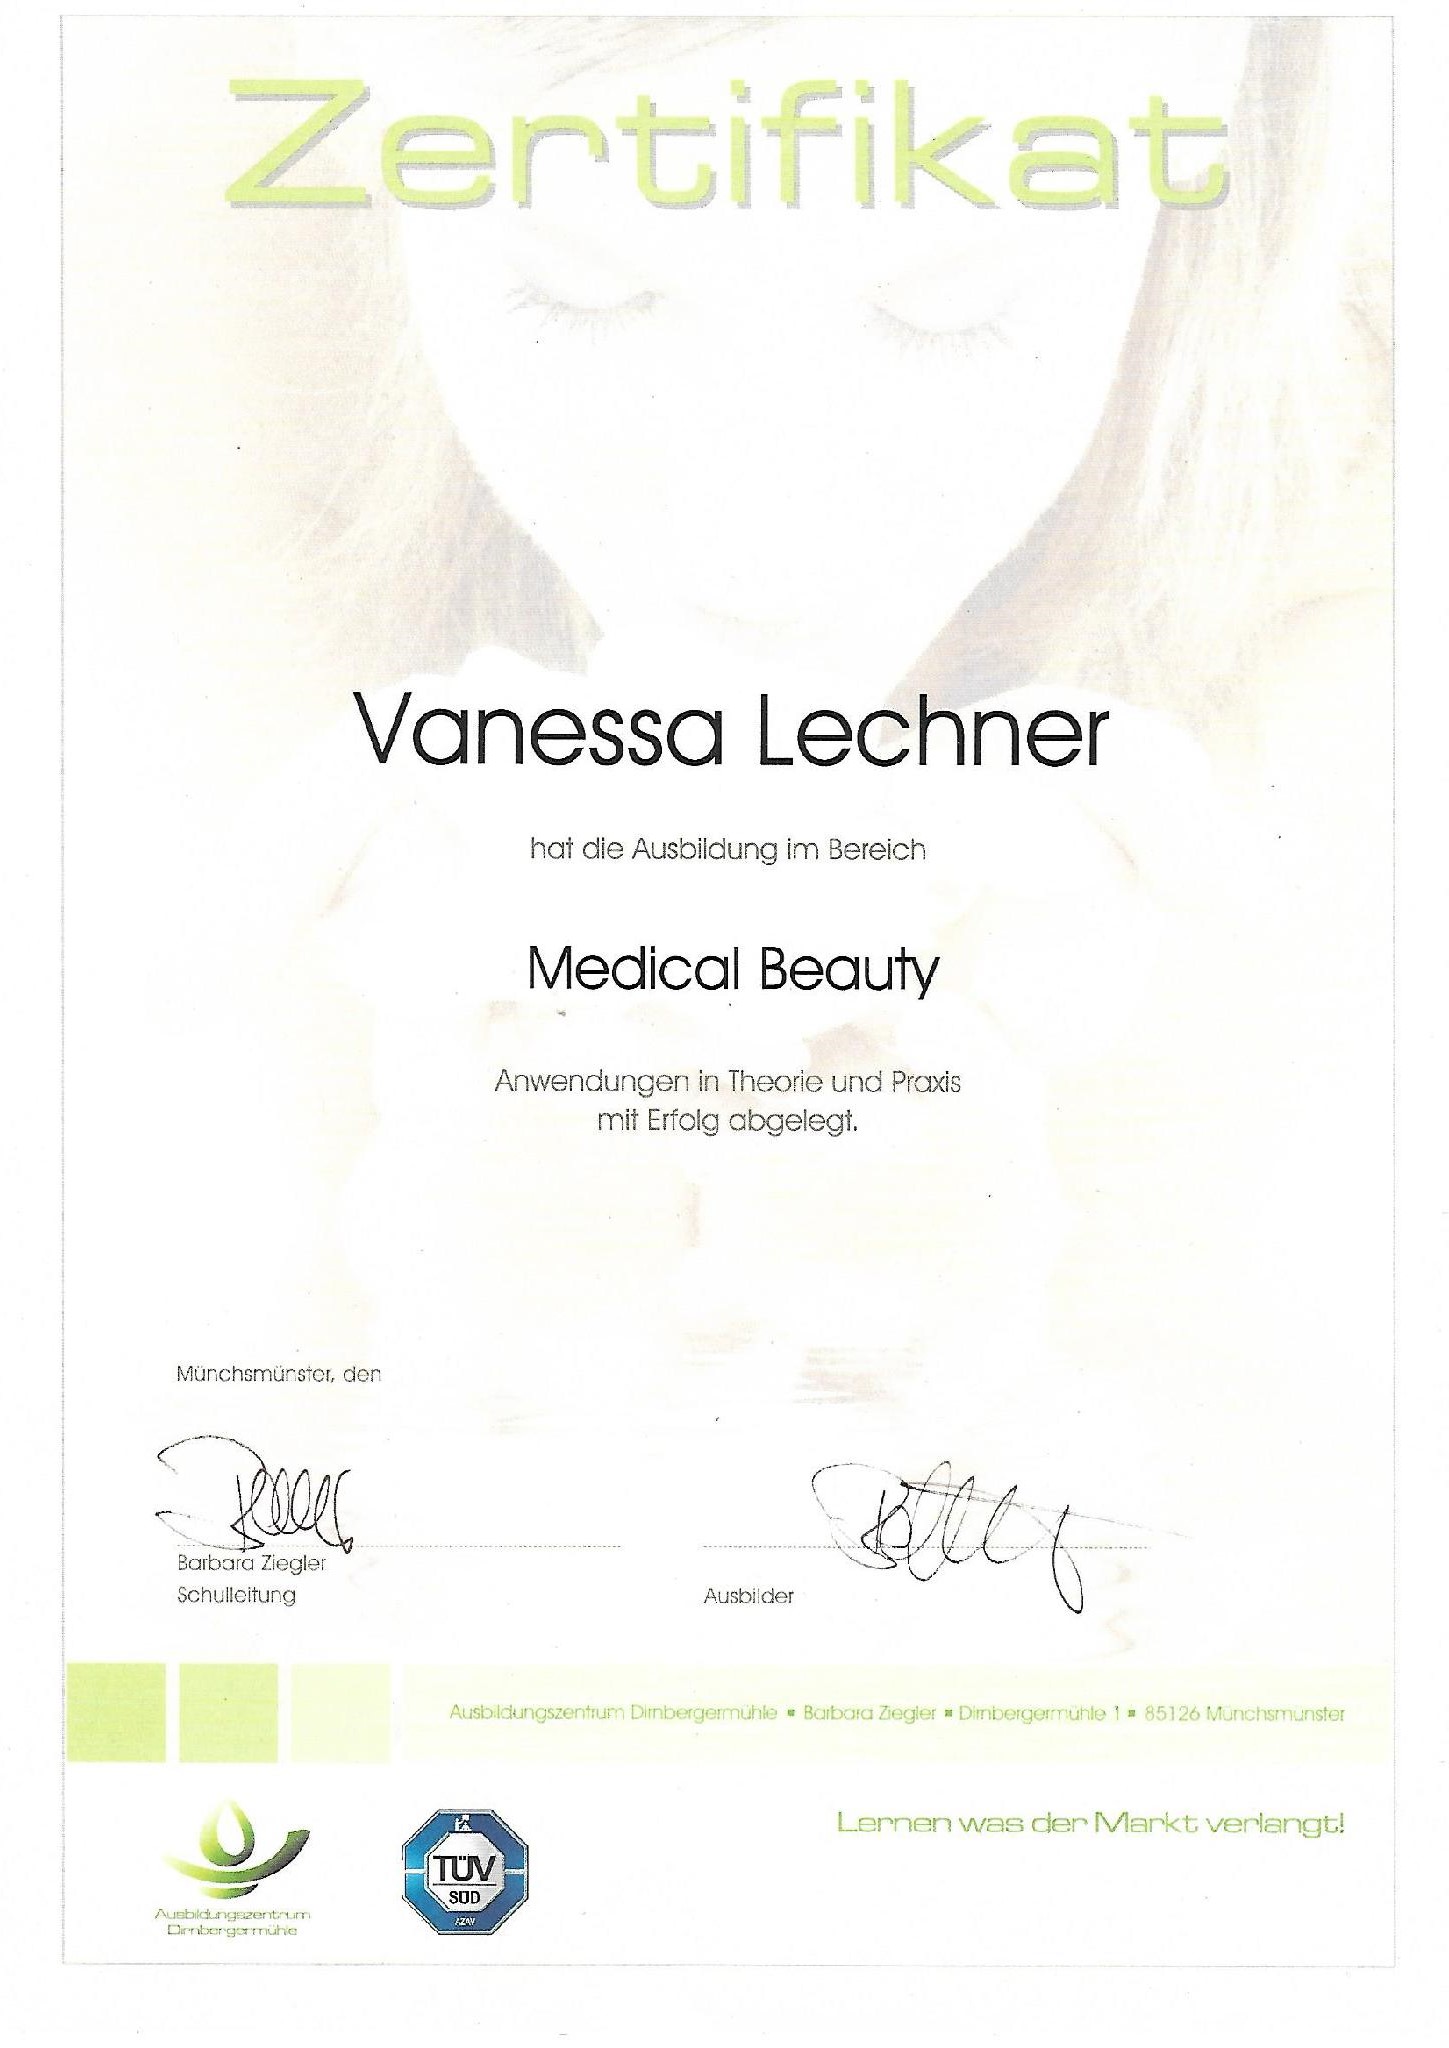 Zertifikat
Vanessa Lechner
hat die Ausbildung im Bereich
Medical Beauty
Anwendungen in Theorie und Praxis
mit Erfolg abgelegt.
Münchsmünster, den
Barbara Ziegler
Schulleitung
Ausbilder
Ausbildungszentrum Dirnbergermühle ▪ Barbara Ziegler ▪ Dirnbergermühle 1 ▪ 85126 Münchsmünster
Lernen was der Markt verlangt!
Ausbildungszentrum
Dirnbergermühle
TÜV
SÜD
AZAV